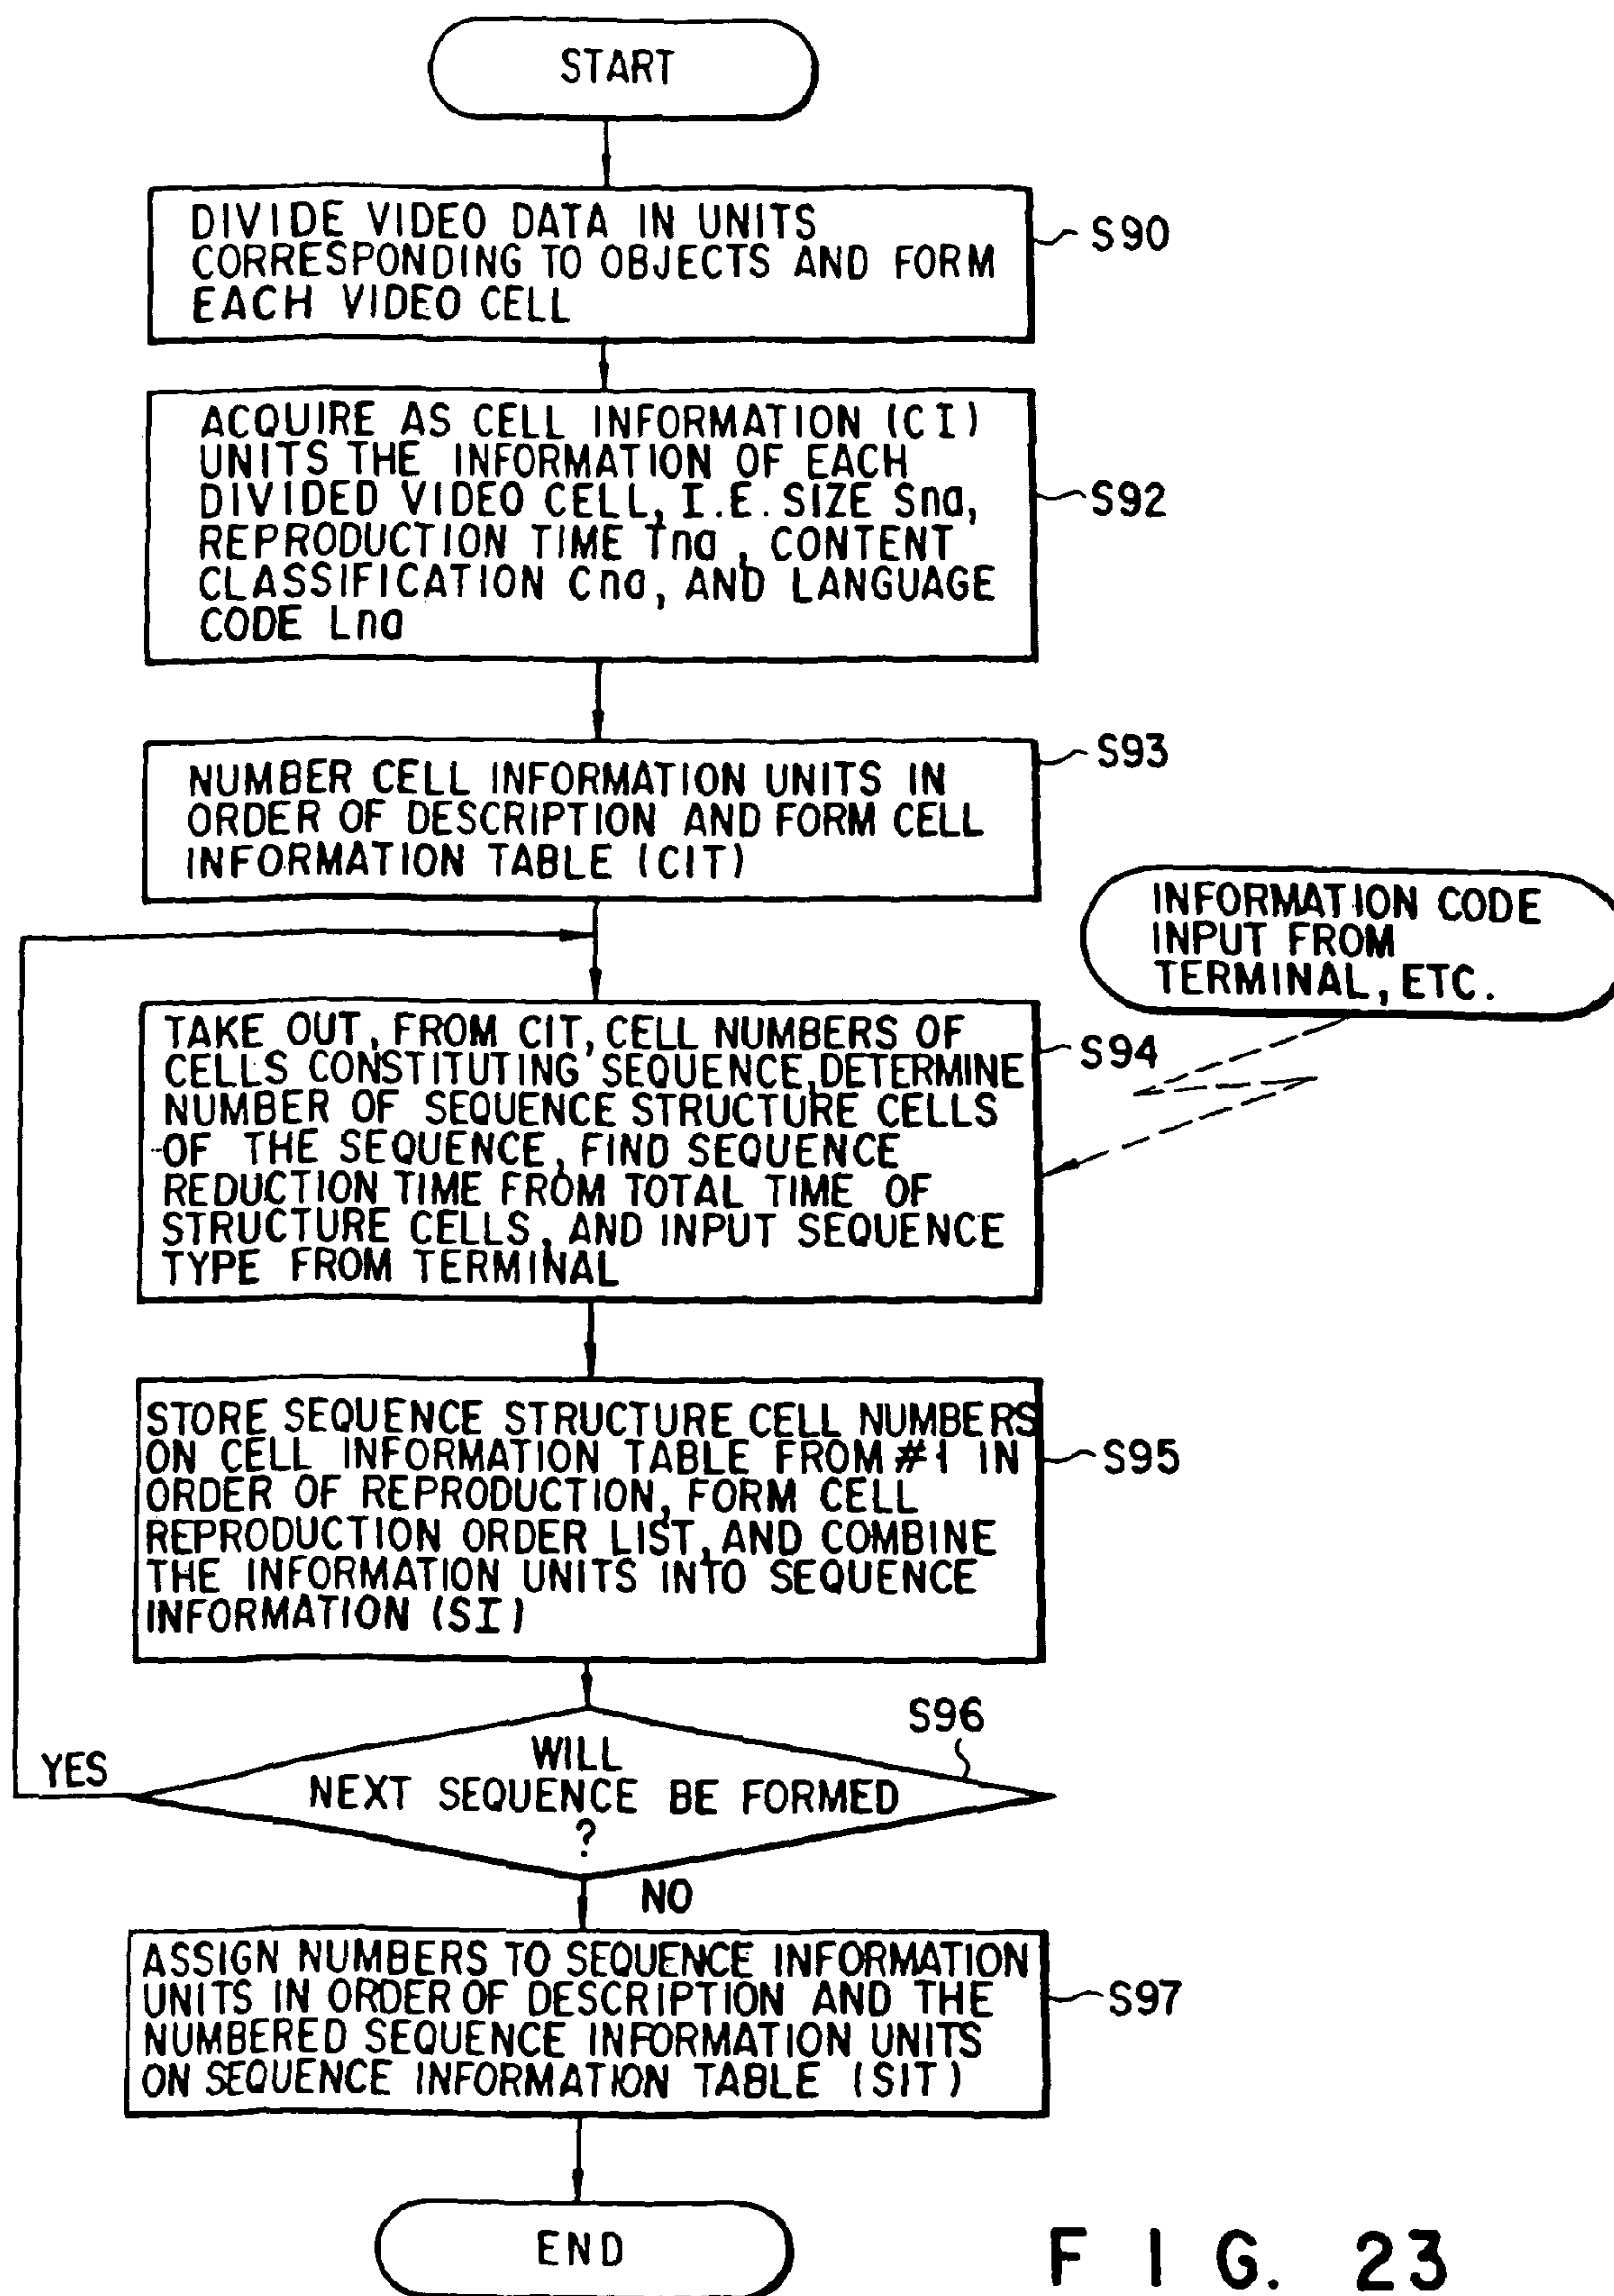 START
DIVIDE VIDEO DATA IN UNITS
CORRESPONDING TO OBJECTS AND FORM
EACH VIDEO CELL
S90
ACQUIRE AS CELL INFORMATION (CI)
UNITS THE INFORMATION OF EACH
DIVIDED VIDEO CELL, I.E. SIZE Sna,
REPRODUCTION TIME Tna, CONTENT
CLASSIFICATION Cna, AND LANGUAGE
CODE Lna
S92
NUMBER CELL INFORMATION UNITS IN
ORDER OF DESCRIPTION AND FORM CELL
INFORMATION TABLE (CIT)
S93
INFORMATION CODE
INPUT FROM
TERMINAL, ETC.
TAKE OUT, FROM CIT, CELL NUMBERS OF
CELLS CONSTITUTING SEQUENCE, DETERMINE
NUMBER OF SEQUENCE STRUCTURE CELLS
OF THE SEQUENCE, FIND SEQUENCE
REDUCTION TIME FROM TOTAL TIME OF
STRUCTURE CELLS, AND INPUT SEQUENCE
TYPE FROM TERMINAL
S94
STORE SEQUENCE STRUCTURE CELL NUMBERS
ON CELL INFORMATION TABLE FROM #1 IN
ORDER OF REPRODUCTION, FORM CELL
REPRODUCTION ORDER LIST, AND COMBINE
THE INFORMATION UNITS INTO SEQUENCE
INFORMATION (SI)
S95
S96
WILL
NEXT SEQUENCE BE FORMED
?
YES
NO
ASSIGN NUMBERS TO SEQUENCE INFORMATION
UNITS IN ORDER OF DESCRIPTION AND THE
NUMBERED SEQUENCE INFORMATION UNITS
ON SEQUENCE INFORMATION TABLE (SIT)
S97
END
FIG. 23